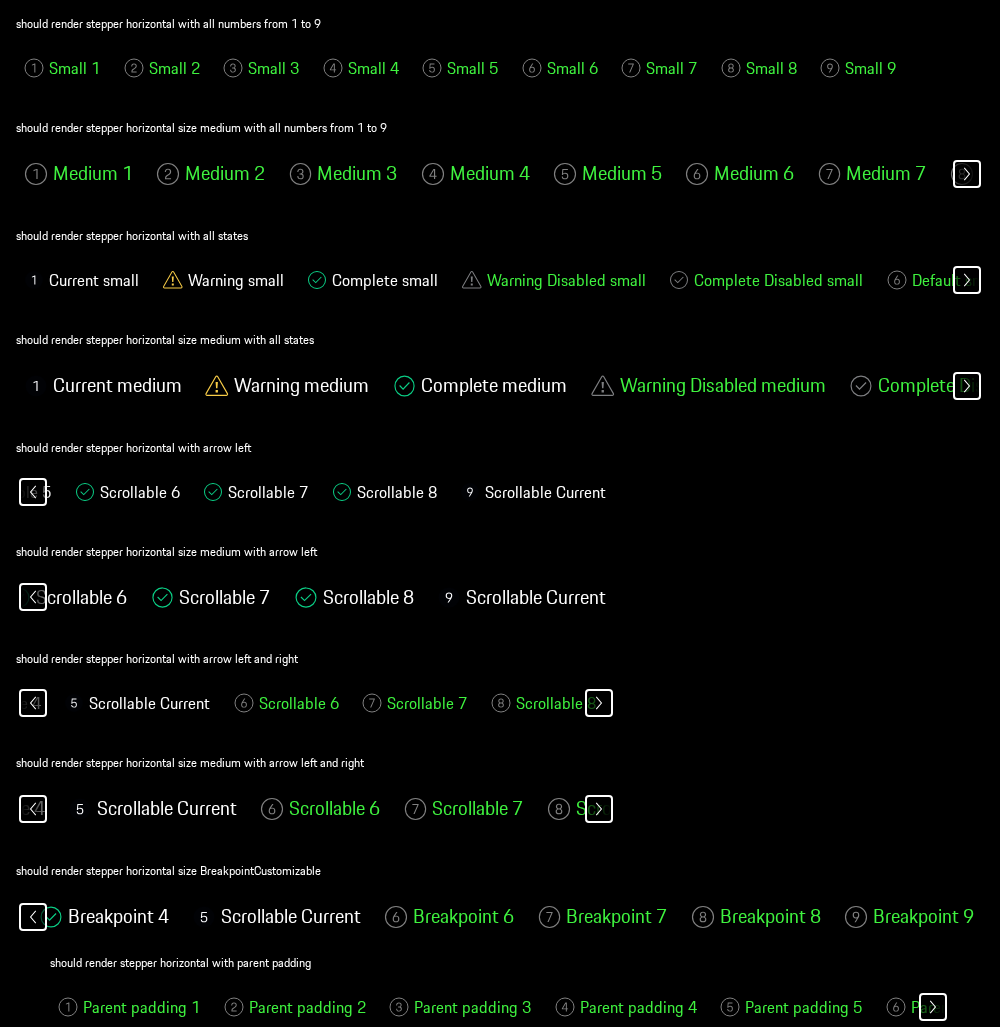 should render stepper horizontal with all numbers from 1 to 9
1 Small 1 2 Small 2 3 Small 3 4 Small 4 5 Small 5 6 Small 6 7 Small 7 8 Small 8 9 Small 9
should render stepper horizontal size medium with all numbers from 1 to 9
1 Medium 1 2 Medium 2 3 Medium 3 4 Medium 4 5 Medium 5 6 Medium 6 7 Medium 7 8
should render stepper horizontal with all states
1 Current small Warning small Complete small Warning Disabled small Complete Disabled small 6 Default
should render stepper horizontal size medium with all states
1 Current medium Warning medium Complete medium Warning Disabled medium Complete
should render stepper horizontal with arrow left
5 Scrollable 6 Scrollable 7 Scrollable 8 9 Scrollable Current
should render stepper horizontal size medium with arrow left
Scrollable 6 Scrollable 7 Scrollable 8 9 Scrollable Current
should render stepper horizontal with arrow left and right
4 5 Scrollable Current 6 Scrollable 6 7 Scrollable 7 8 Scrollable 8
should render stepper horizontal size medium with arrow left and right
4 5 Scrollable Current 6 Scrollable 6 7 Scrollable 7 8
should render stepper horizontal size BreakpointCustomizable
Breakpoint 4 5 Scrollable Current 6 Breakpoint 6 7 Breakpoint 7 8 Breakpoint 8 9 Breakpoint 9
should render stepper horizontal with parent padding
1 Parent padding 1 2 Parent padding 2 3 Parent padding 3 4 Parent padding 4 5 Parent padding 5 6